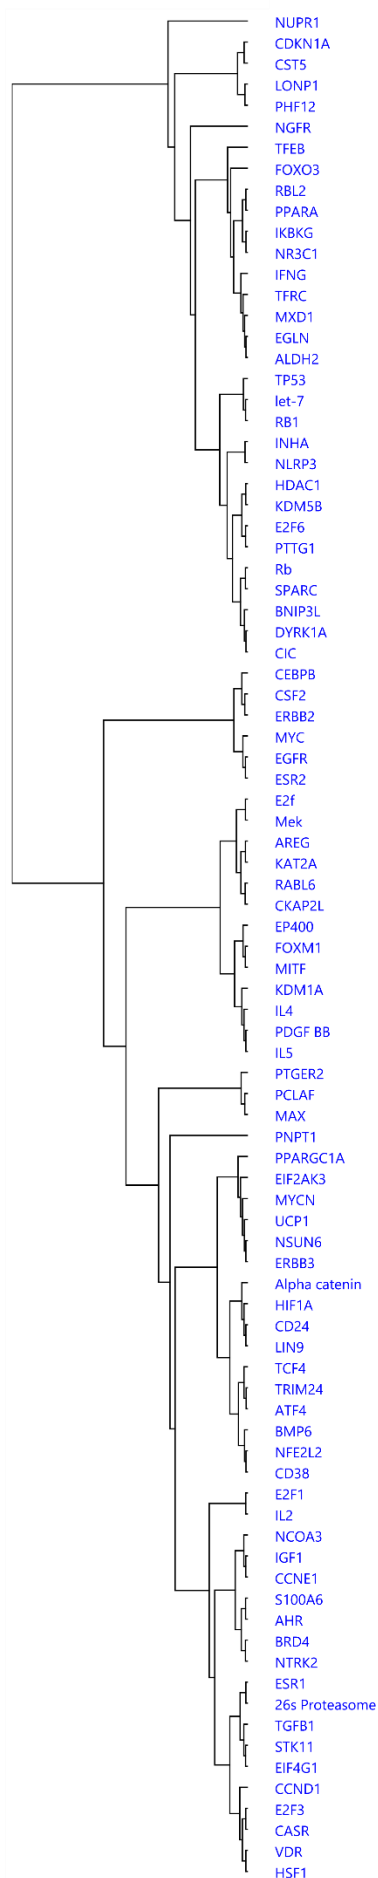 NUPR1
CDKN1A
CST5
LONP1
PHF12
NGFR
TFEB
FOXO3
RBL2
PPARA
IKBKG
NR3C1
IFNG
TFRC
MXD1
EGLN
ALDH2
TP53
let-7
RB1
INHA
NLRP3
HDAC1
KDM5B
E2F6
PTTG1
Rb
SPARC
BNIP3L
DYRK1A
CIC
CEBPB
CSF2
ERBB2
MYC
EGFR
ESR2
E2f
Mek
AREG
KAT2A
RABL6
CKAP2L
EP400
FOXM1
MITF
KDM1A
IL4
PDGF BB
IL5
PTGER2
PCLAF
MAX
PNPT1
PPARGC1A
EIF2AK3
MYCN
UCP1
NSUN6
ERBB3
Alpha catenin
HIF1A
CD24
LIN9
TCF4
TRIM24
ATF4
BMP6
NFE2L2
CD38
E2F1
IL2
NCOA3
IGF1
CCNE1
S100A6
AHR
BRD4
NTRK2
ESR1
26s Proteasome
TGFB1
STK11
EIF4G1
CCND1
E2F3
CASR
VDR
HSF1